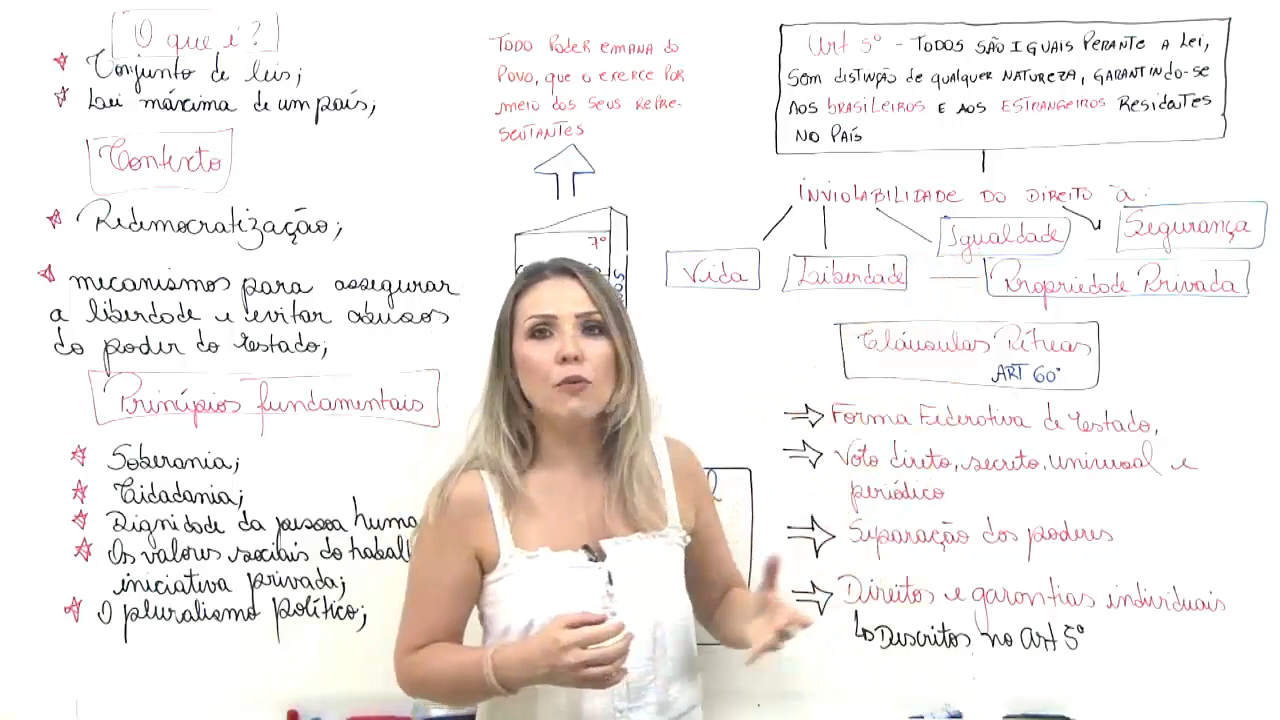 O que é?
Conjunto de leis;
Lei máxima de um país;
Contexto
Redemocratização;
mecanismos para assegurar
a liberdade e evitar abusos
do poder do estado;
Princípios fundamentais
Soberania;
Cidadania;
Dignidade da pessoa huma
Os valores sociais do trabal
iniciativa privada;
O pluralismo político;
TODO PODER EMANA do
POVO, que o EXERCE POR
meio dos seus REPRE-
SENTANTES
7º
Art 5º - TODOS SÃO IGUAIS PERANTE A LEI,
Sem distinção de qualquer NATUREZA, GARANTINdo-se
AOS BRASILEIROS E AOS ESTRANGEIROS Residentes
NO PAÍS
INVIOLABILIDADE DO DIREITO à:
Igualdade
Segurança
Vida
Liberdade
Propriedade Privada
Cláusulas Pétreas
ART 60º
Forma Federativa de estado,
Voto direto, secreto, universal e
periódico
Separação dos poderes
Direitos e garantias individuais
Descritos no Art 5º